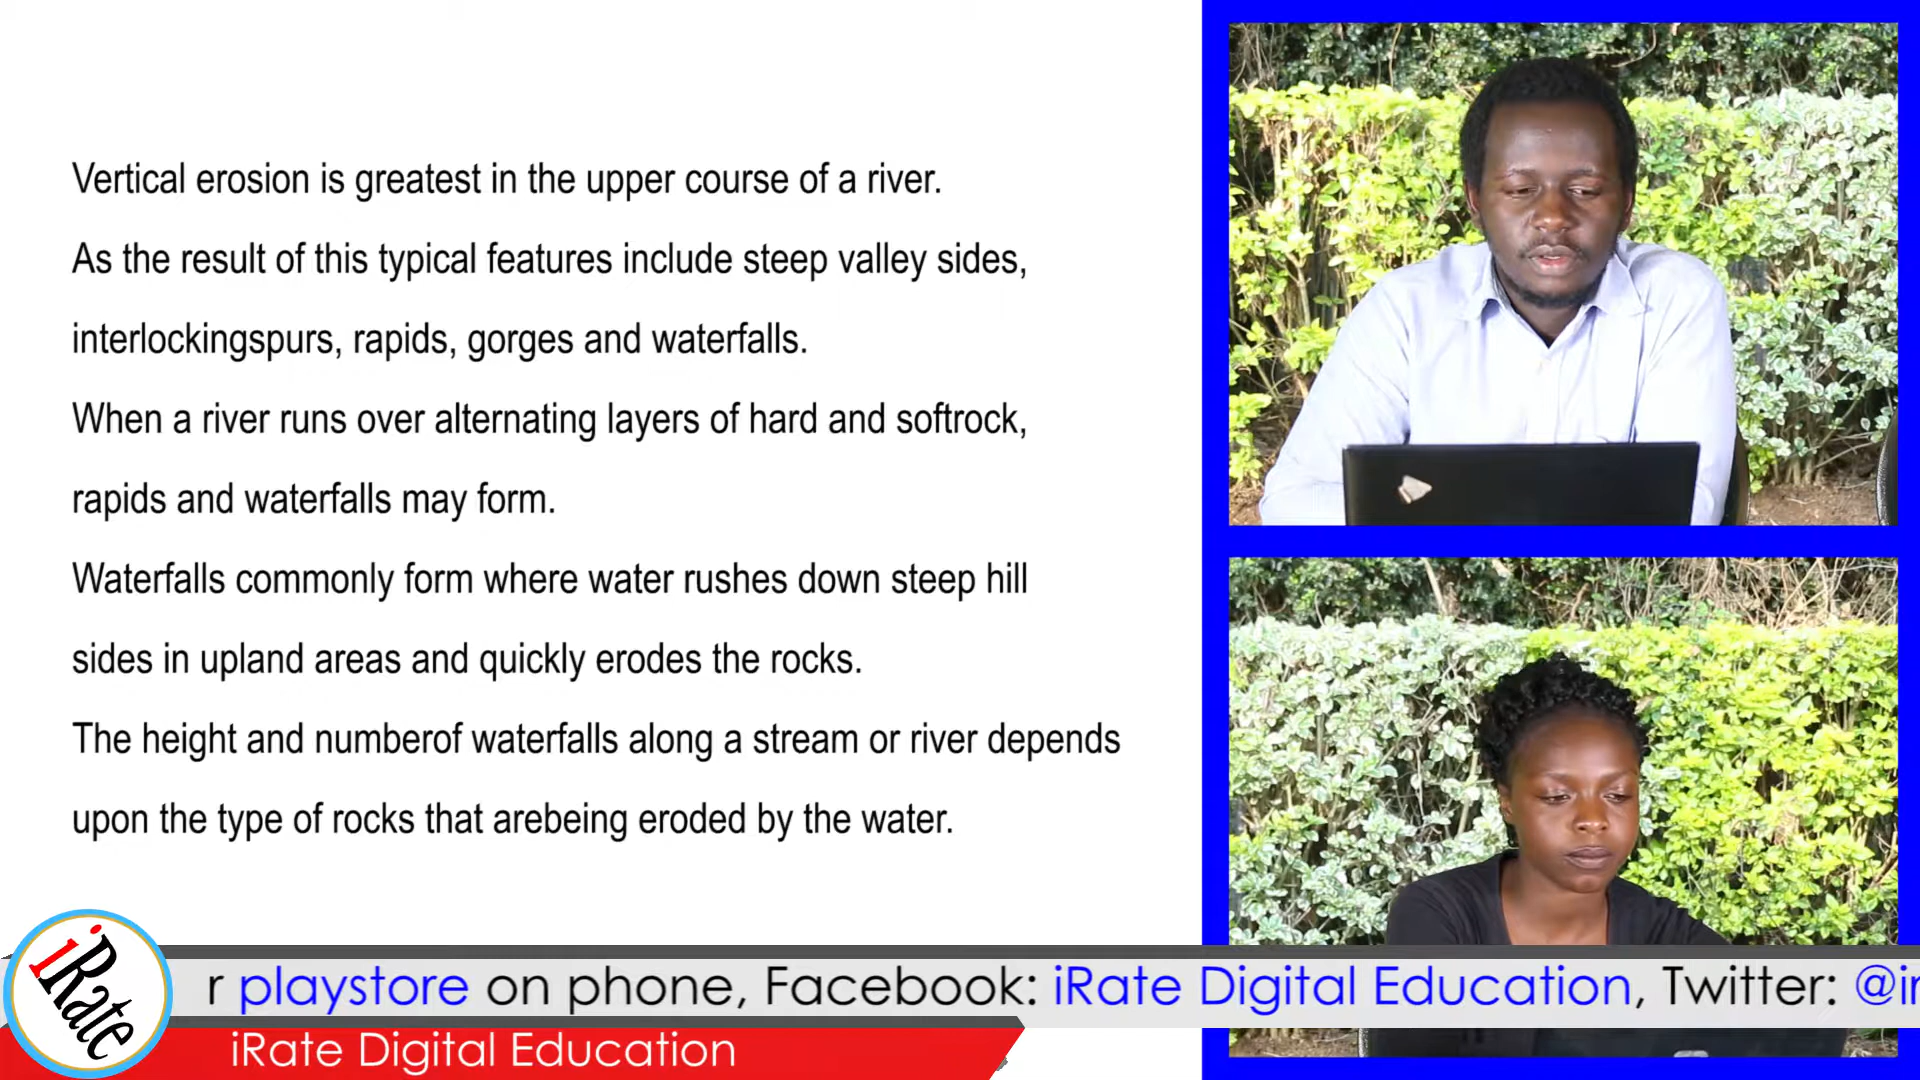 Vertical erosion is greatest in the upper course of a river.
As the result of this typical features include steep valley sides,
interlockingspurs, rapids, gorges and waterfalls.
When a river runs over alternating layers of hard and softrock,
rapids and waterfalls may form.
Waterfalls commonly form where water rushes down steep hill
sides in upland areas and quickly erodes the rocks.
The height and numberof waterfalls along a stream or river depends
upon the type of rocks that arebeing eroded by the water.
iRate
r playstore on phone, Facebook: iRate Digital Education, Twitter: @ir
iRate Digital Education